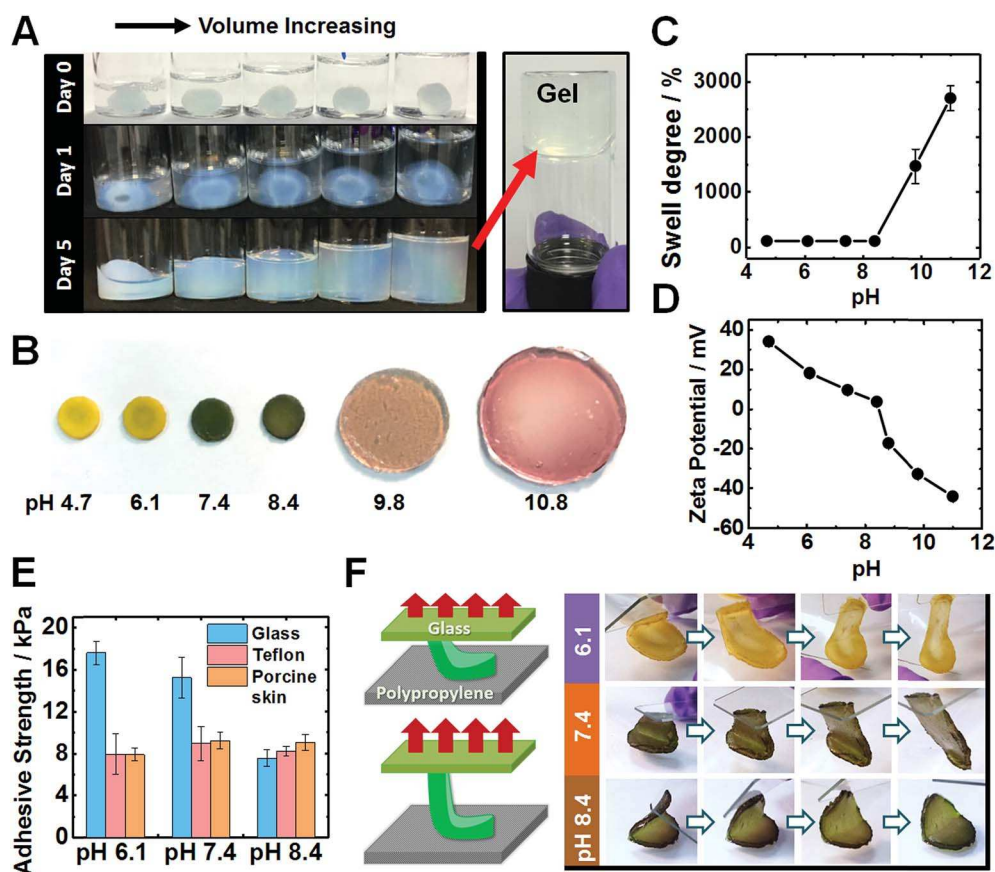 A
Volume Increasing
Day 0
Day 1
Day 5
Gel
B
pH 4.7
6.1
7.4
8.4
9.8
10.8
C
Swell degree / %
3000
2000
1000
0
4 6 8 10 12
pH
D
Zeta Potential / mV
40
20
0
-20
-40
-60
4 6 8 10 12
pH
E
Adhesive Strength / kPa
20
16
12
8
4
0
Glass
Teflon
Porcine
skin
pH 6.1 pH 7.4 pH 8.4
F
Glass
Polypropylene
6.1
7.4
pH 8.4